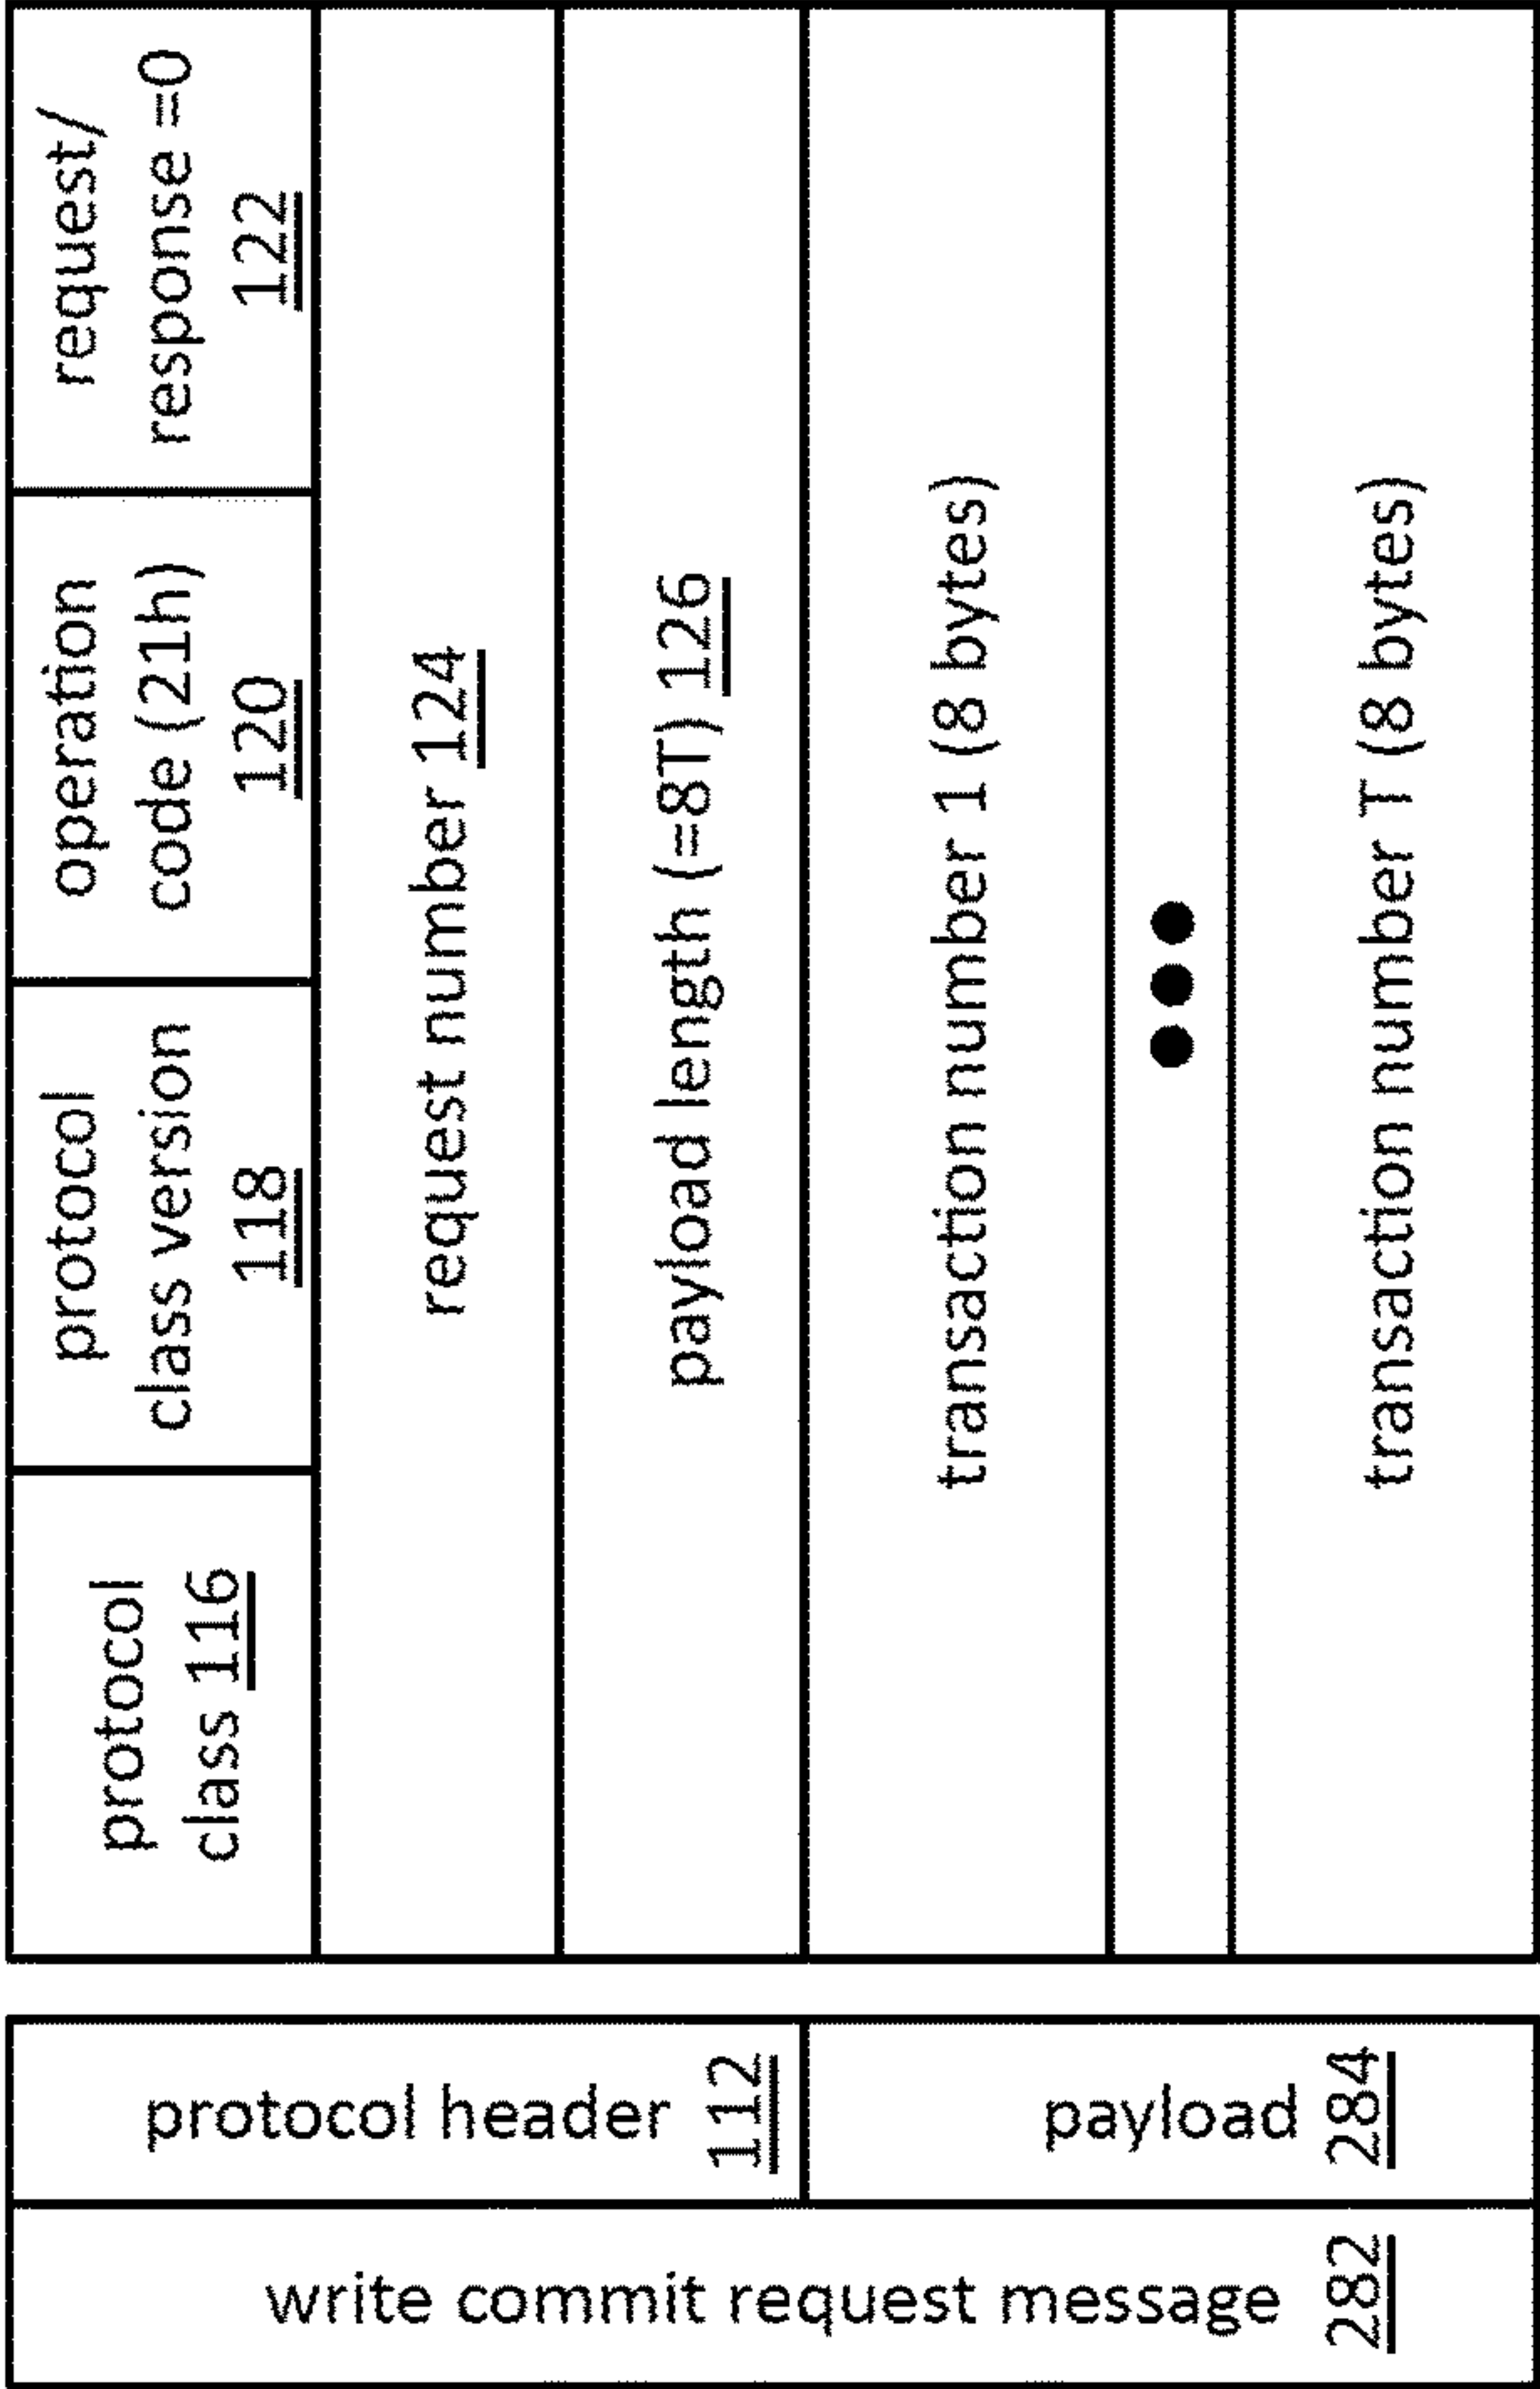 write commit request message 282
protocol header 112
payload 284
protocol
class 116
protocol
class version
118
operation
code (21h)
120
request/
response =0
122
request number 124
payload length (=8T) 126
transaction number 1 (8 bytes)
●●●
transaction number T (8 bytes)